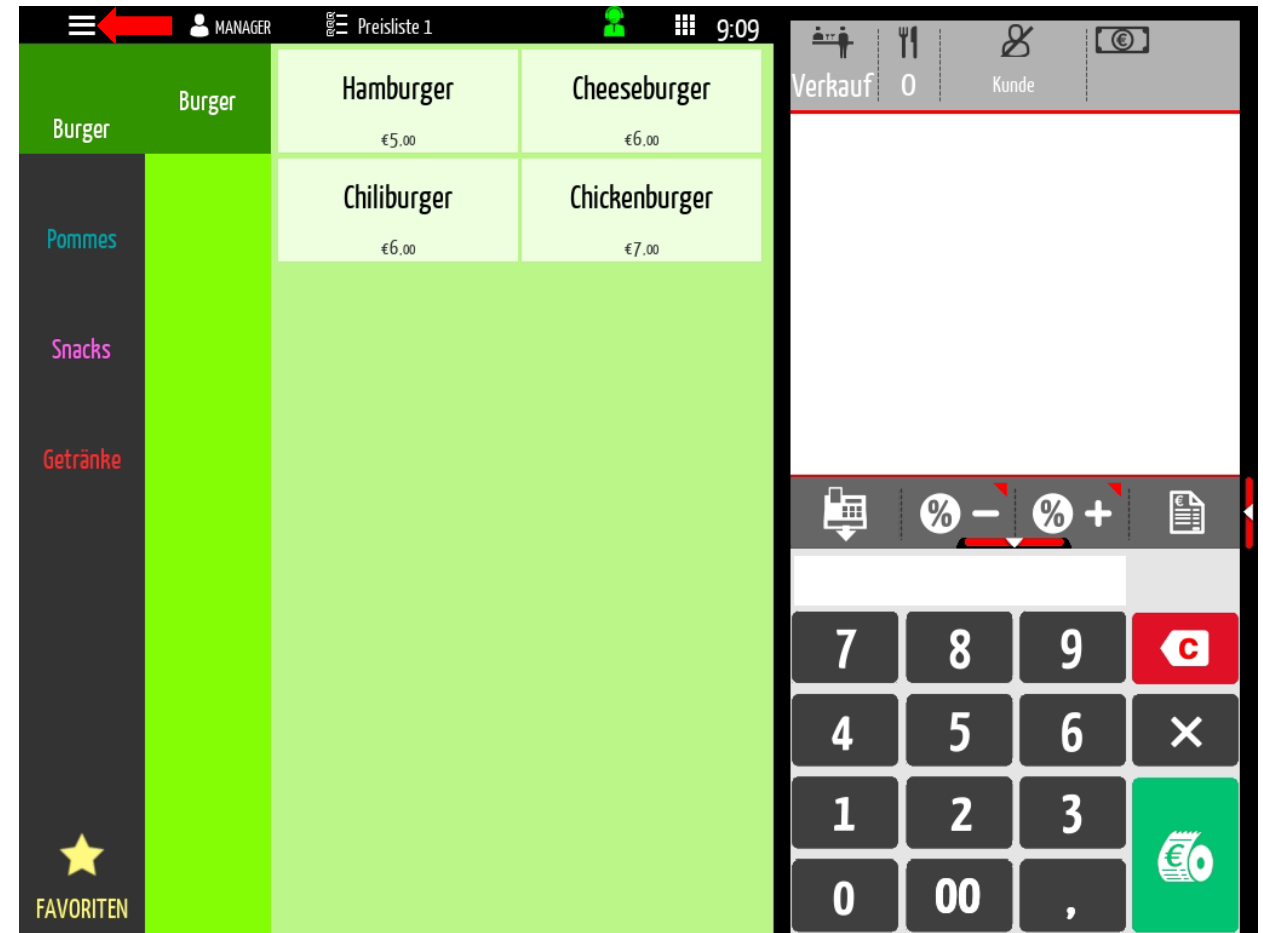 MANAGER
Preisliste 1
9:09
Burger
Burger
Pommes
Snacks
Getränke
FAVORITEN
Hamburger
€5,00
Cheeseburger
€6,00
Chiliburger
€6,00
Chickenburger
€7,00
€
Verkauf
0
Kunde
% −
% +
€
7 8 9 C
4 5 6 ×
1 2 3
€
0 00 ,